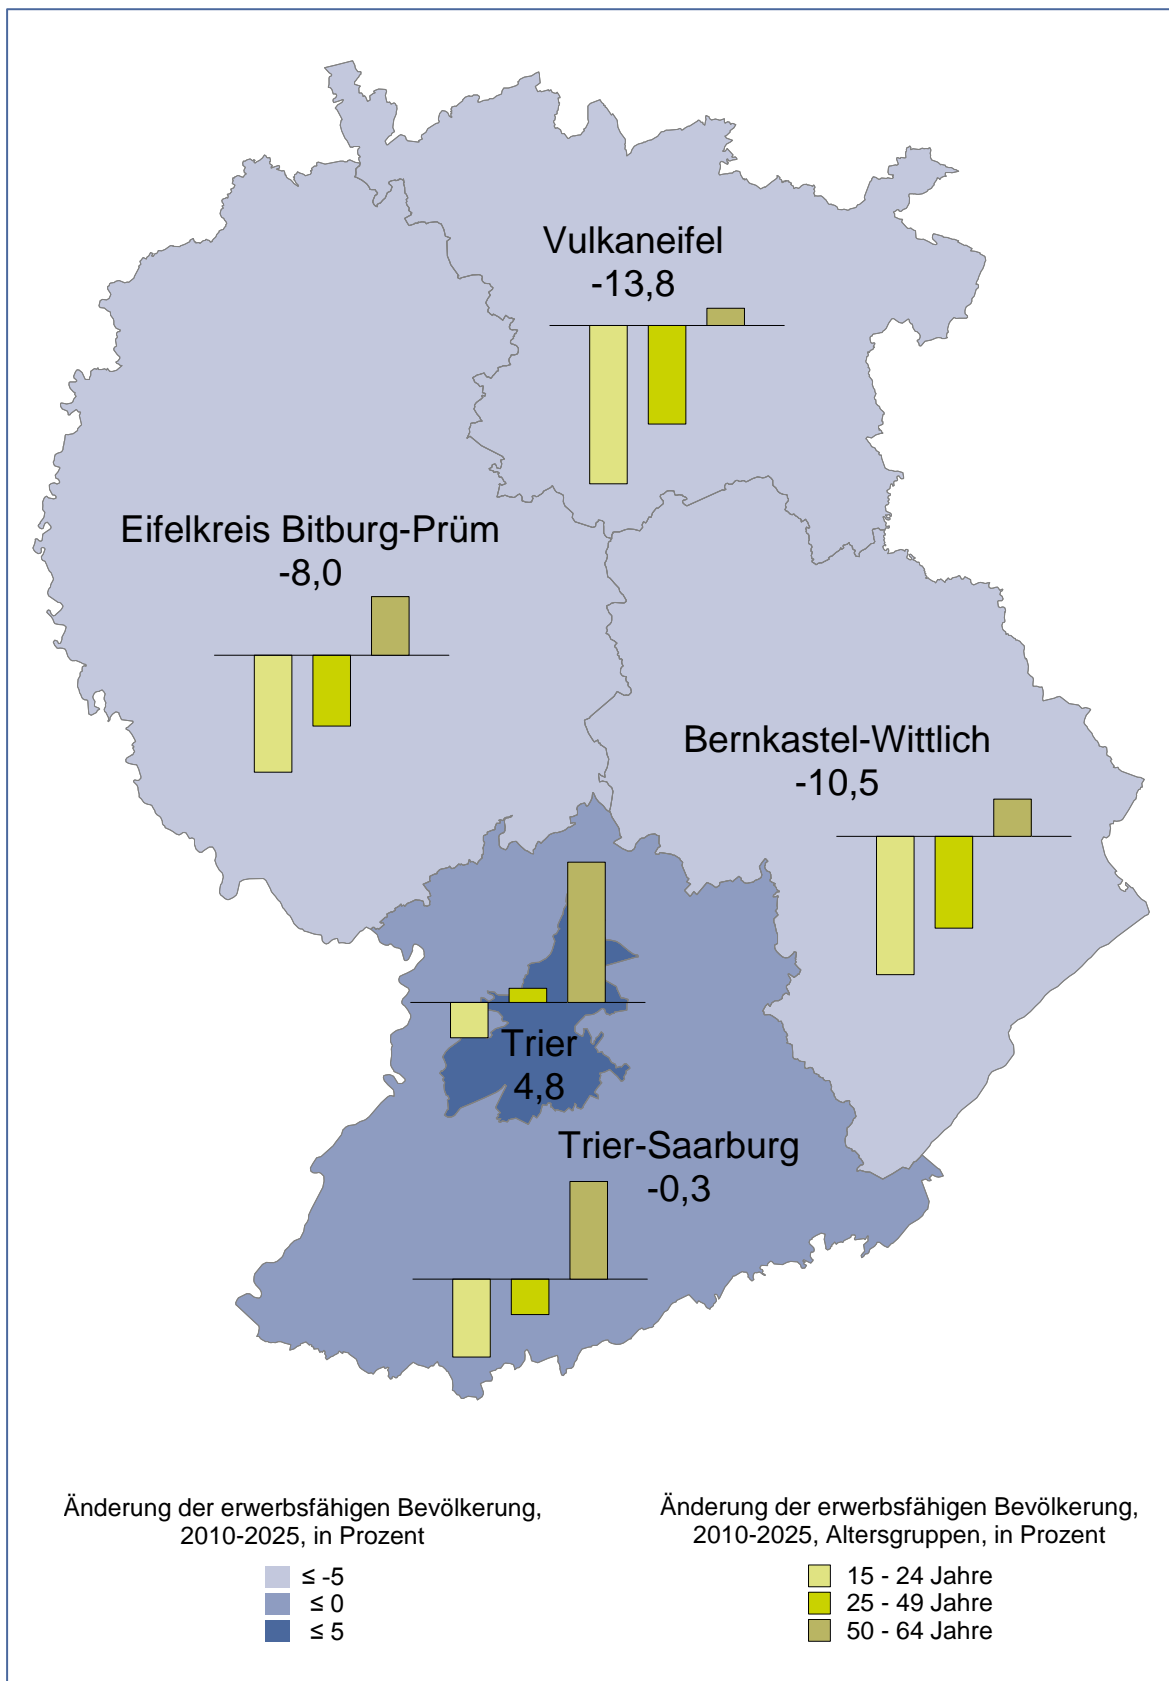 Vulkaneifel
-13,8
Eifelkreis Bitburg-Prüm
-8,0
Bernkastel-Wittlich
-10,5
Trier
4,8
Trier-Saarburg
-0,3
Änderung der erwerbsfähigen Bevölkerung,
2010-2025, in Prozent
≤ -5
≤ 0
≤ 5
Änderung der erwerbsfähigen Bevölkerung,
2010-2025, Altersgruppen, in Prozent
15 - 24 Jahre
25 - 49 Jahre
50 - 64 Jahre